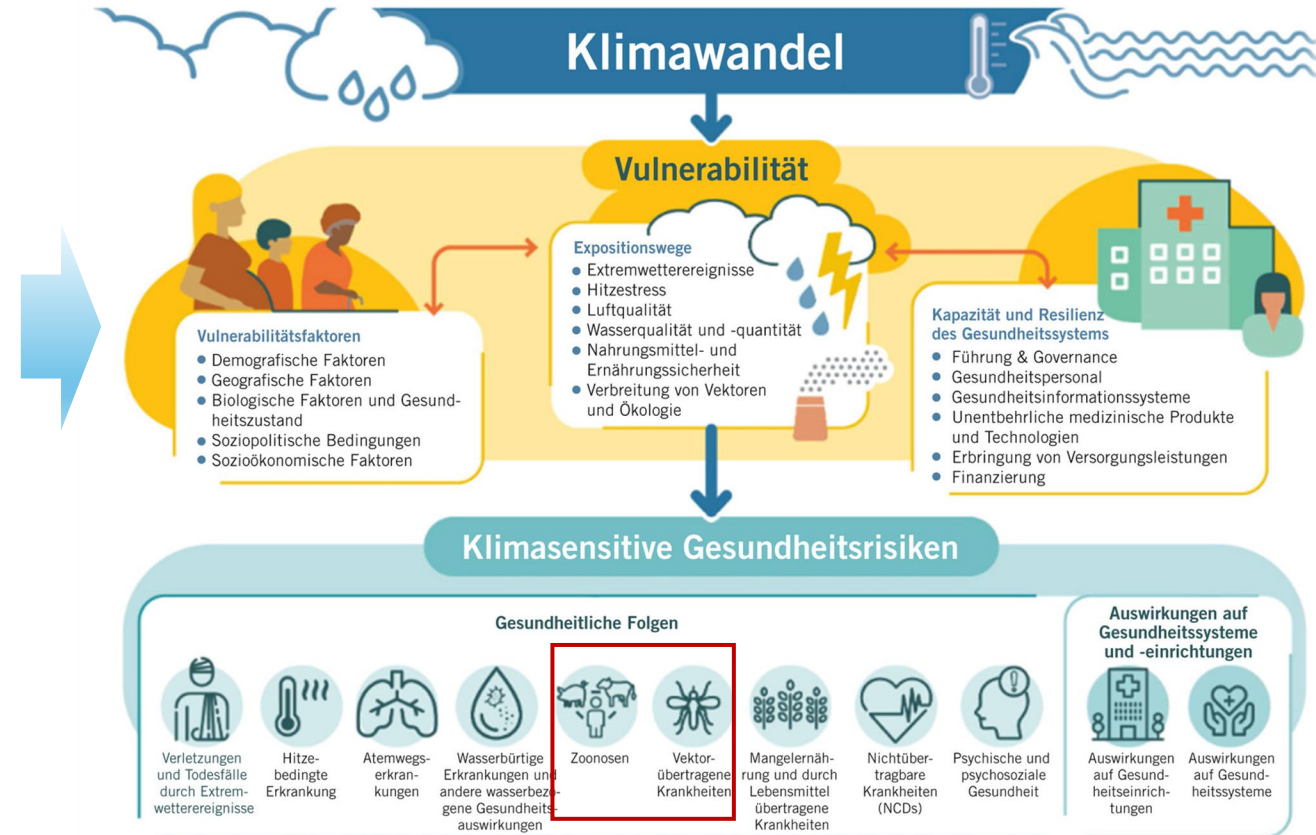 Klimawandel
Vulnerabilität
Vulnerabilitätsfaktoren
Demografische Faktoren
Geografische Faktoren
Biologische Faktoren und Gesund-
heitszustand
Soziopolitische Bedingungen
Sozioökonomische Faktoren
Expositionswege
Extremwetterereignisse
Hitzestress
Luftqualität
Wasserqualität und -quantität
Nahrungsmittel- und
Ernährungssicherheit
Verbreitung von Vektoren
und Ökologie
Kapazität und Resilienz
des Gesundheitssystems
Führung & Governance
Gesundheitspersonal
Gesundheitsinformationssysteme
Unentbehrliche medizinische Produkte
und Technologien
Erbringung von Versorgungsleistungen
Finanzierung
Klimasensitive Gesundheitsrisiken
Gesundheitliche Folgen
Verletzungen
und Todesfälle
durch Extrem-
wetterereignisse
Hitze-
bedingte
Erkrankung
Atemwegs-
erkran-
kungen
Wasserbürtige
Erkrankungen und
andere wasserbezo-
gene Gesundheits-
auswirkungen
Zoonosen
Vektor-
übertragene
Krankheiten
Mangelernäh-
rung und durch
Lebensmittel
übertragene
Krankheiten
Nichtüber-
tragbare
Krankheiten
(NCDs)
Psychische und
psychosoziale
Gesundheit
Auswirkungen auf
Gesundheitssysteme
und -einrichtungen
Auswirkungen
auf Gesund-
heitseinrich-
tungen
Auswirkungen
auf Gesund-
heitssysteme